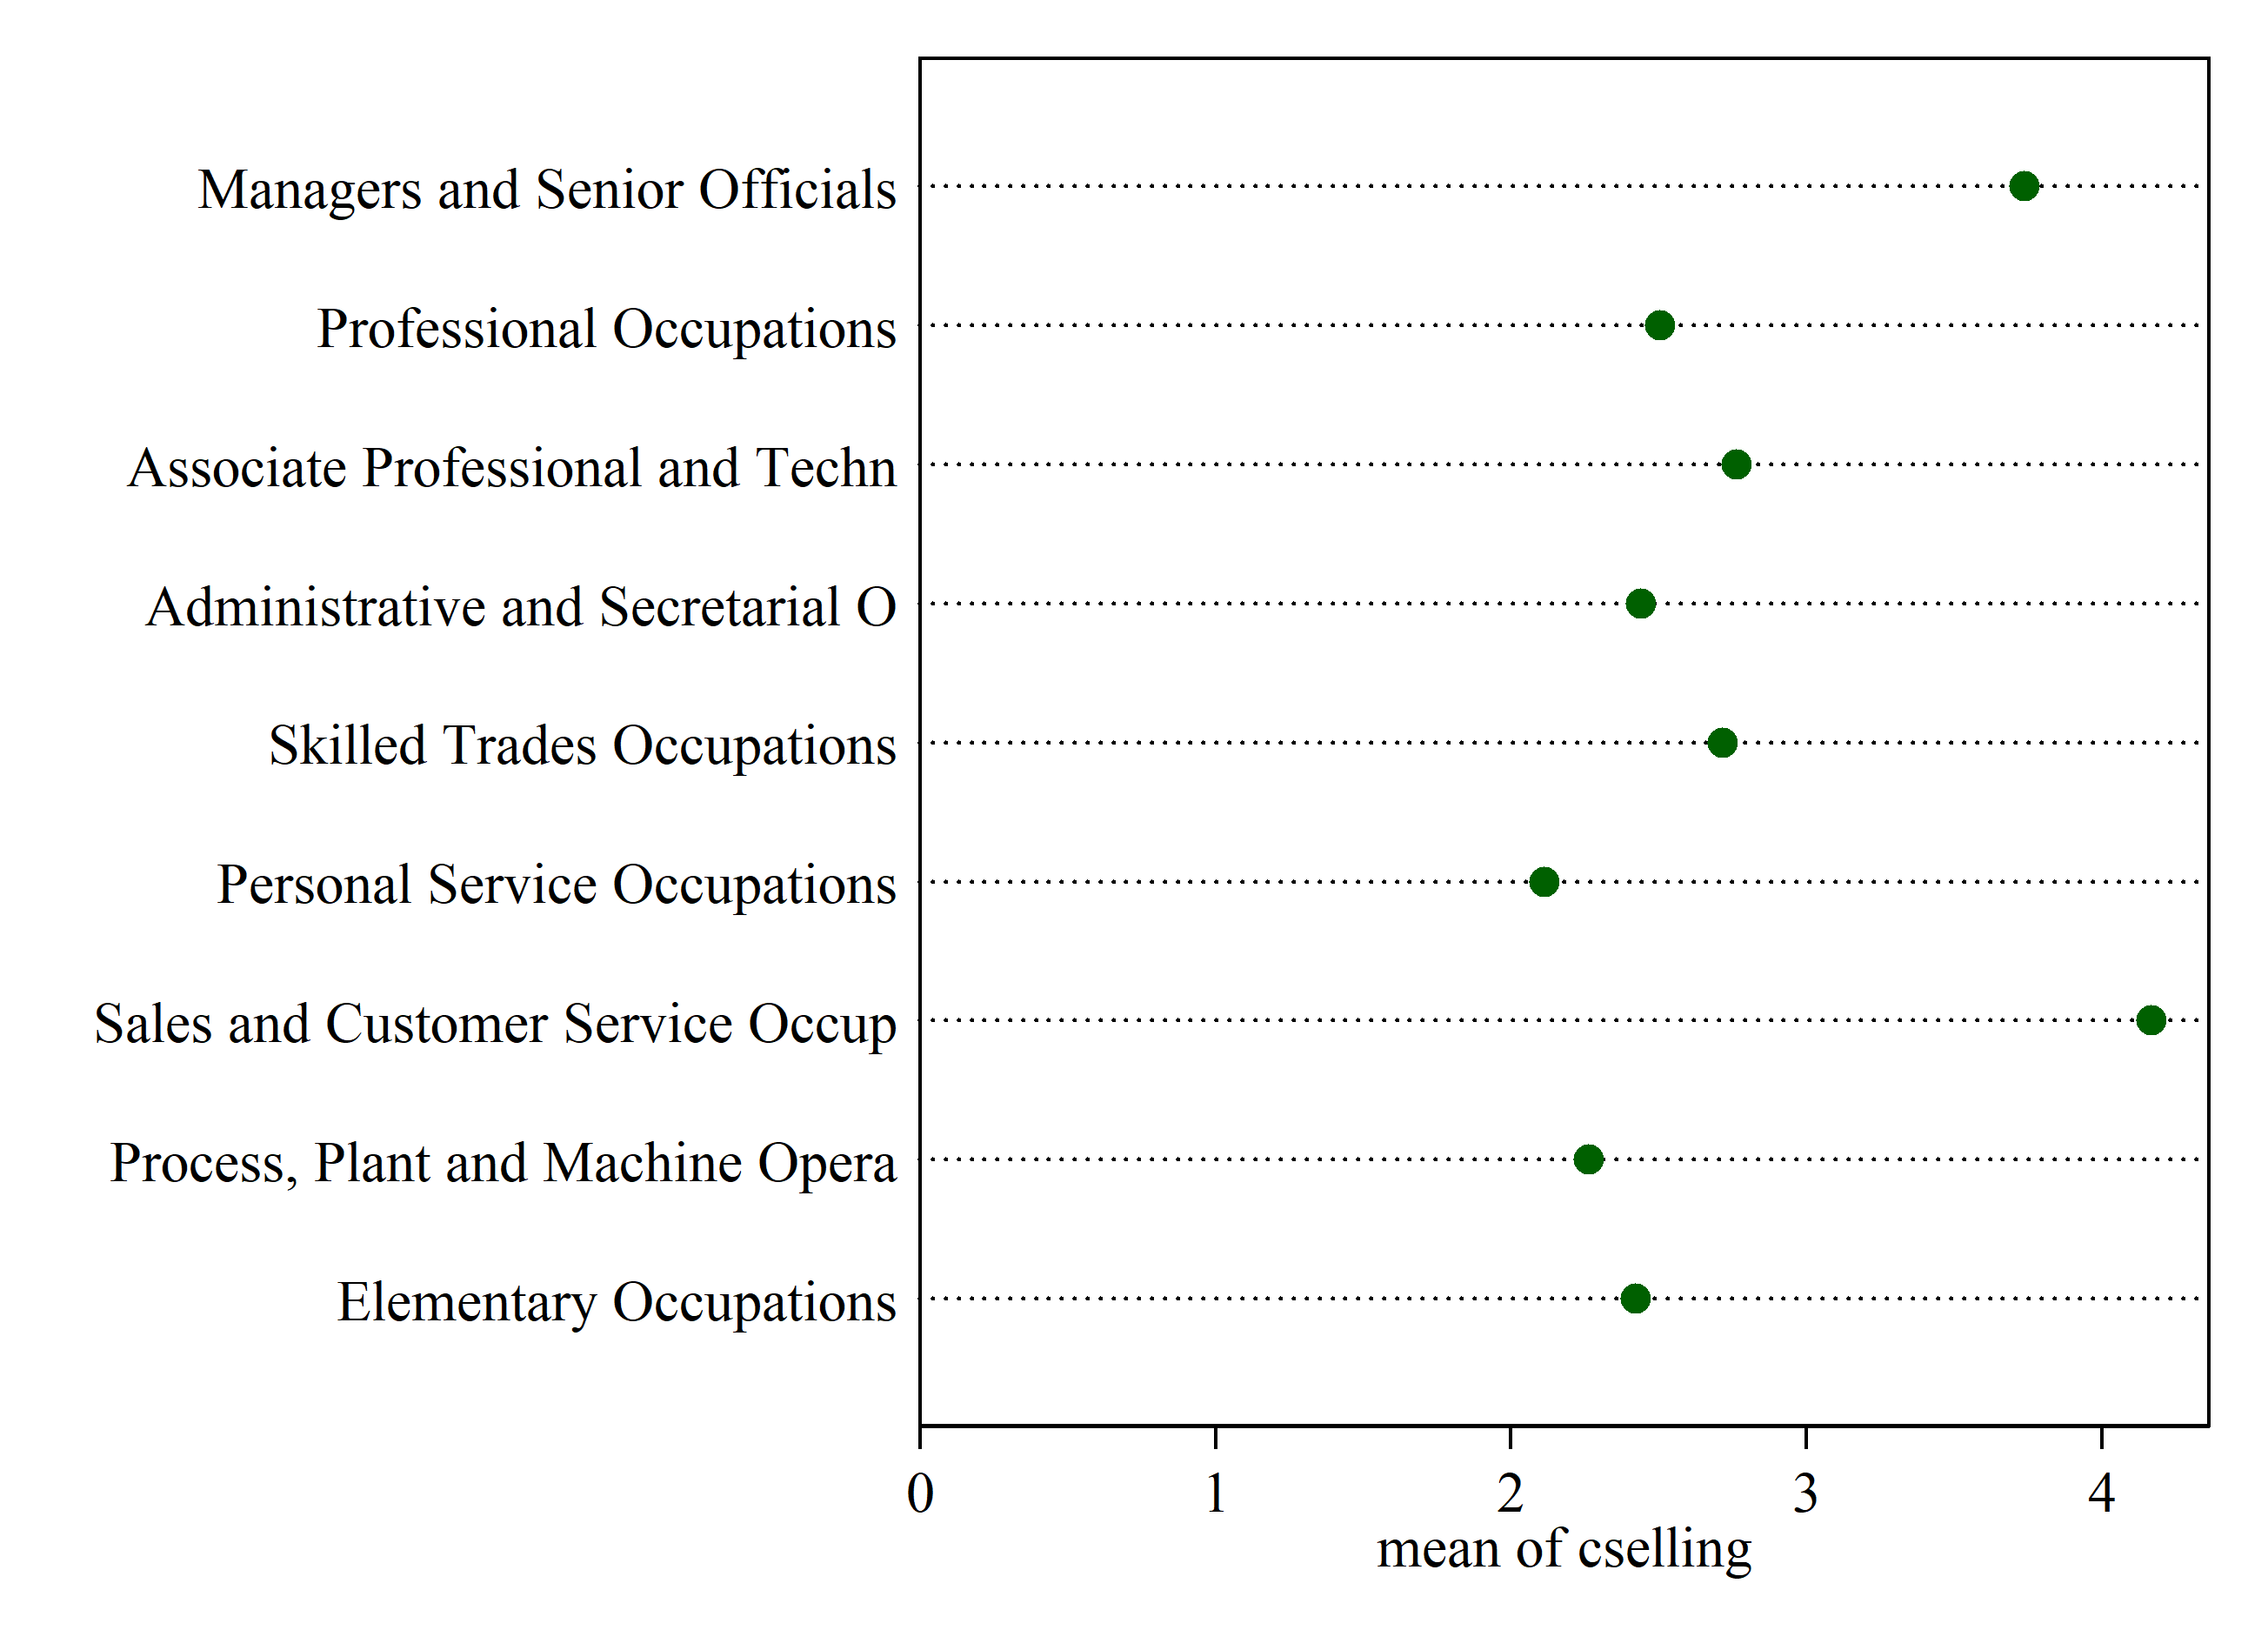 Managers and Senior Officials
Professional Occupations
Associate Professional and Techn
Administrative and Secretarial O
Skilled Trades Occupations
Personal Service Occupations
Sales and Customer Service Occup
Process, Plant and Machine Opera
Elementary Occupations
0 1 2 3 4
mean of cselling